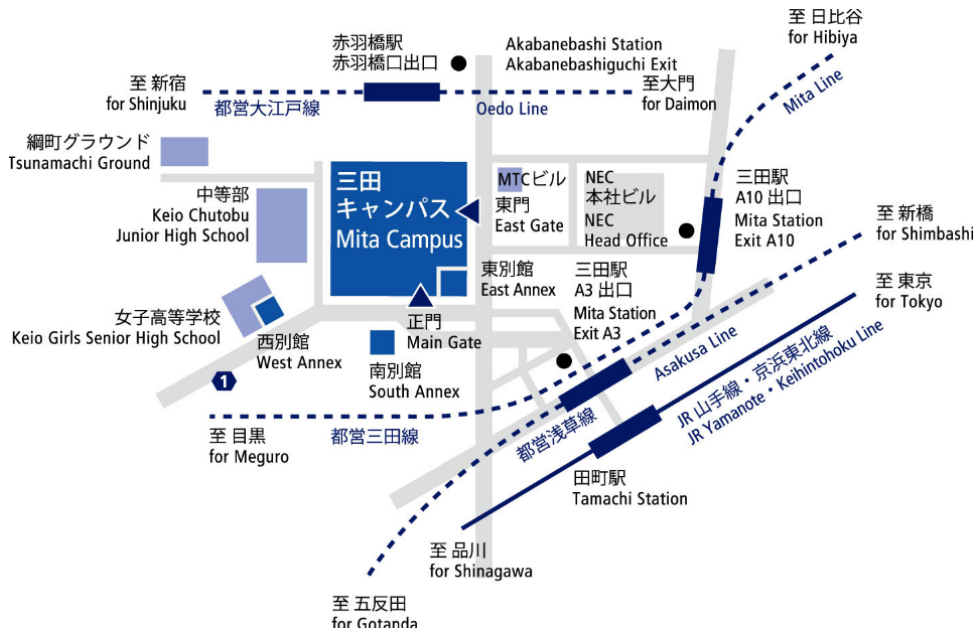 至 日比谷
for Hibiya
赤羽橋駅
赤羽橋口出口
Akabanebashi Station
Akabanebashiguchi Exit
至 新宿
for Shinjuku
都営大江戸線
Oedo Line
至大門
for Daimon
Mita Line
綱町グラウンド
Tsunamachi Ground
中等部
Keio Chutobu
Junior High School
三田
キャンパス
Mita Campus
MTCビル
東門
East Gate
NEC
本社ビル
NEC
Head Office
三田駅
A10 出口
Mita Station
Exit A10
至 新橋
for Shimbashi
東別館
East Annex
三田駅
A3 出口
Mita Station
Exit A3
至 東京
for Tokyo
女子高等学校
Keio Girls Senior High School
西別館
West Annex
正門
Main Gate
南別館
South Annex
1
Asakusa Line
都営浅草線
JR 山手線・京浜東北線
JR Yamanote・Keihintohoku Line
至 目黒
for Meguro
都営三田線
田町駅
Tamachi Station
至 品川
for Shinagawa
至 五反田
for Gotanda